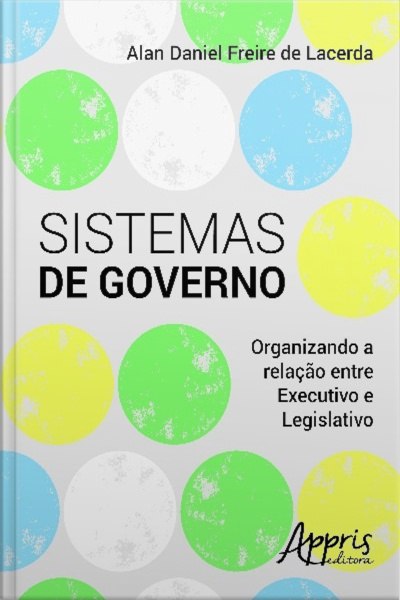 Alan Daniel Freire de Lacerda
SISTEMAS
DE GOVERNO
Organizando a
relação entre
Executivo e
Legislativo
Appris
editora